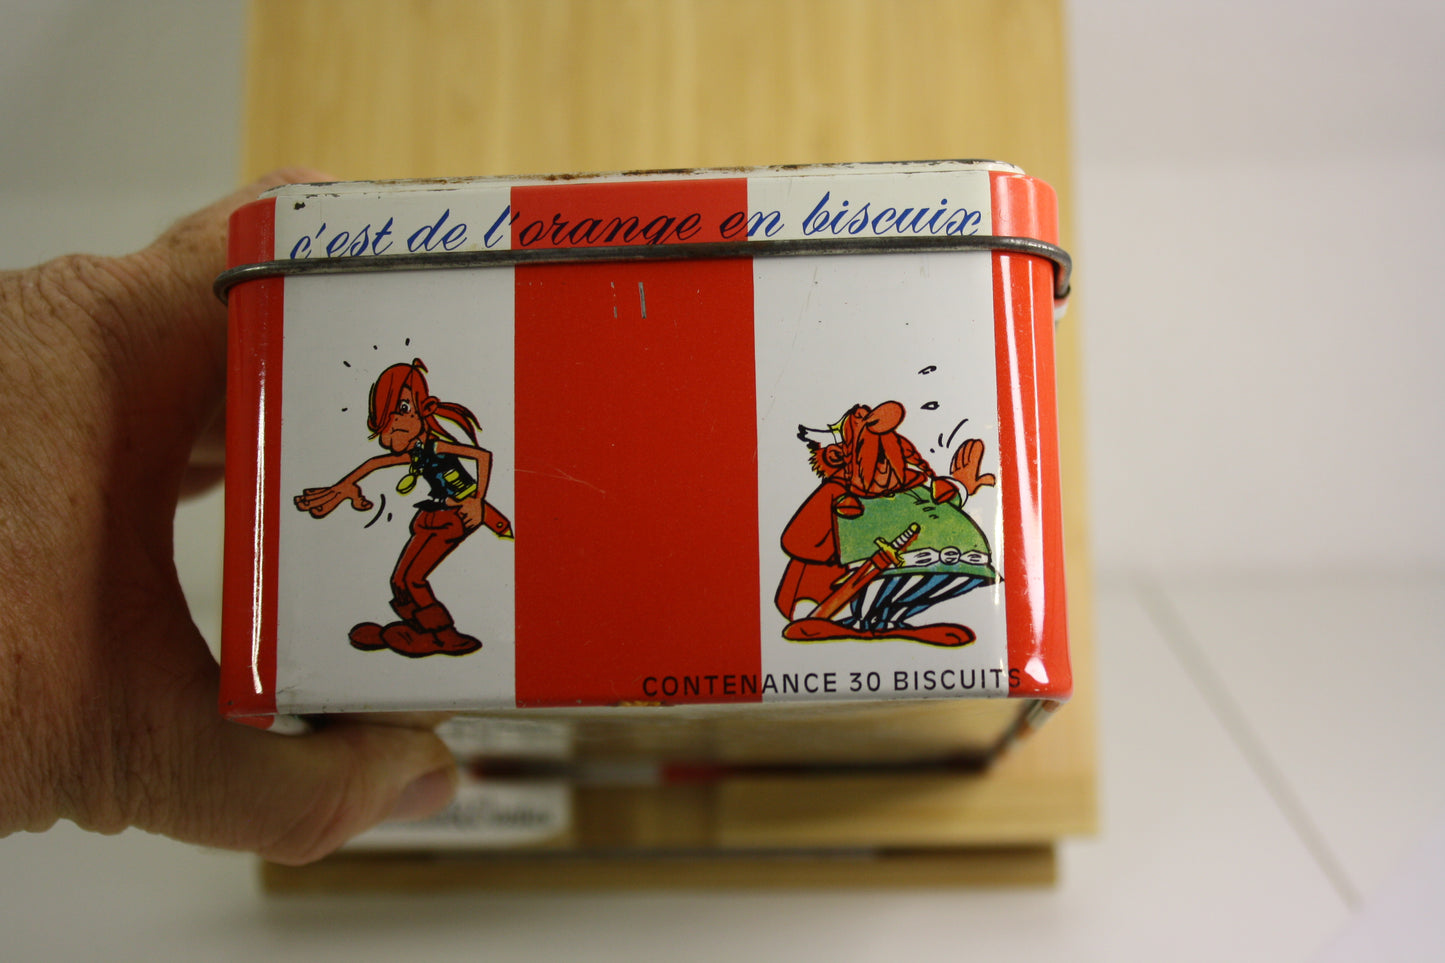 c'est de l'orange en biscuix
CONTENANCE 30 BISCUITS